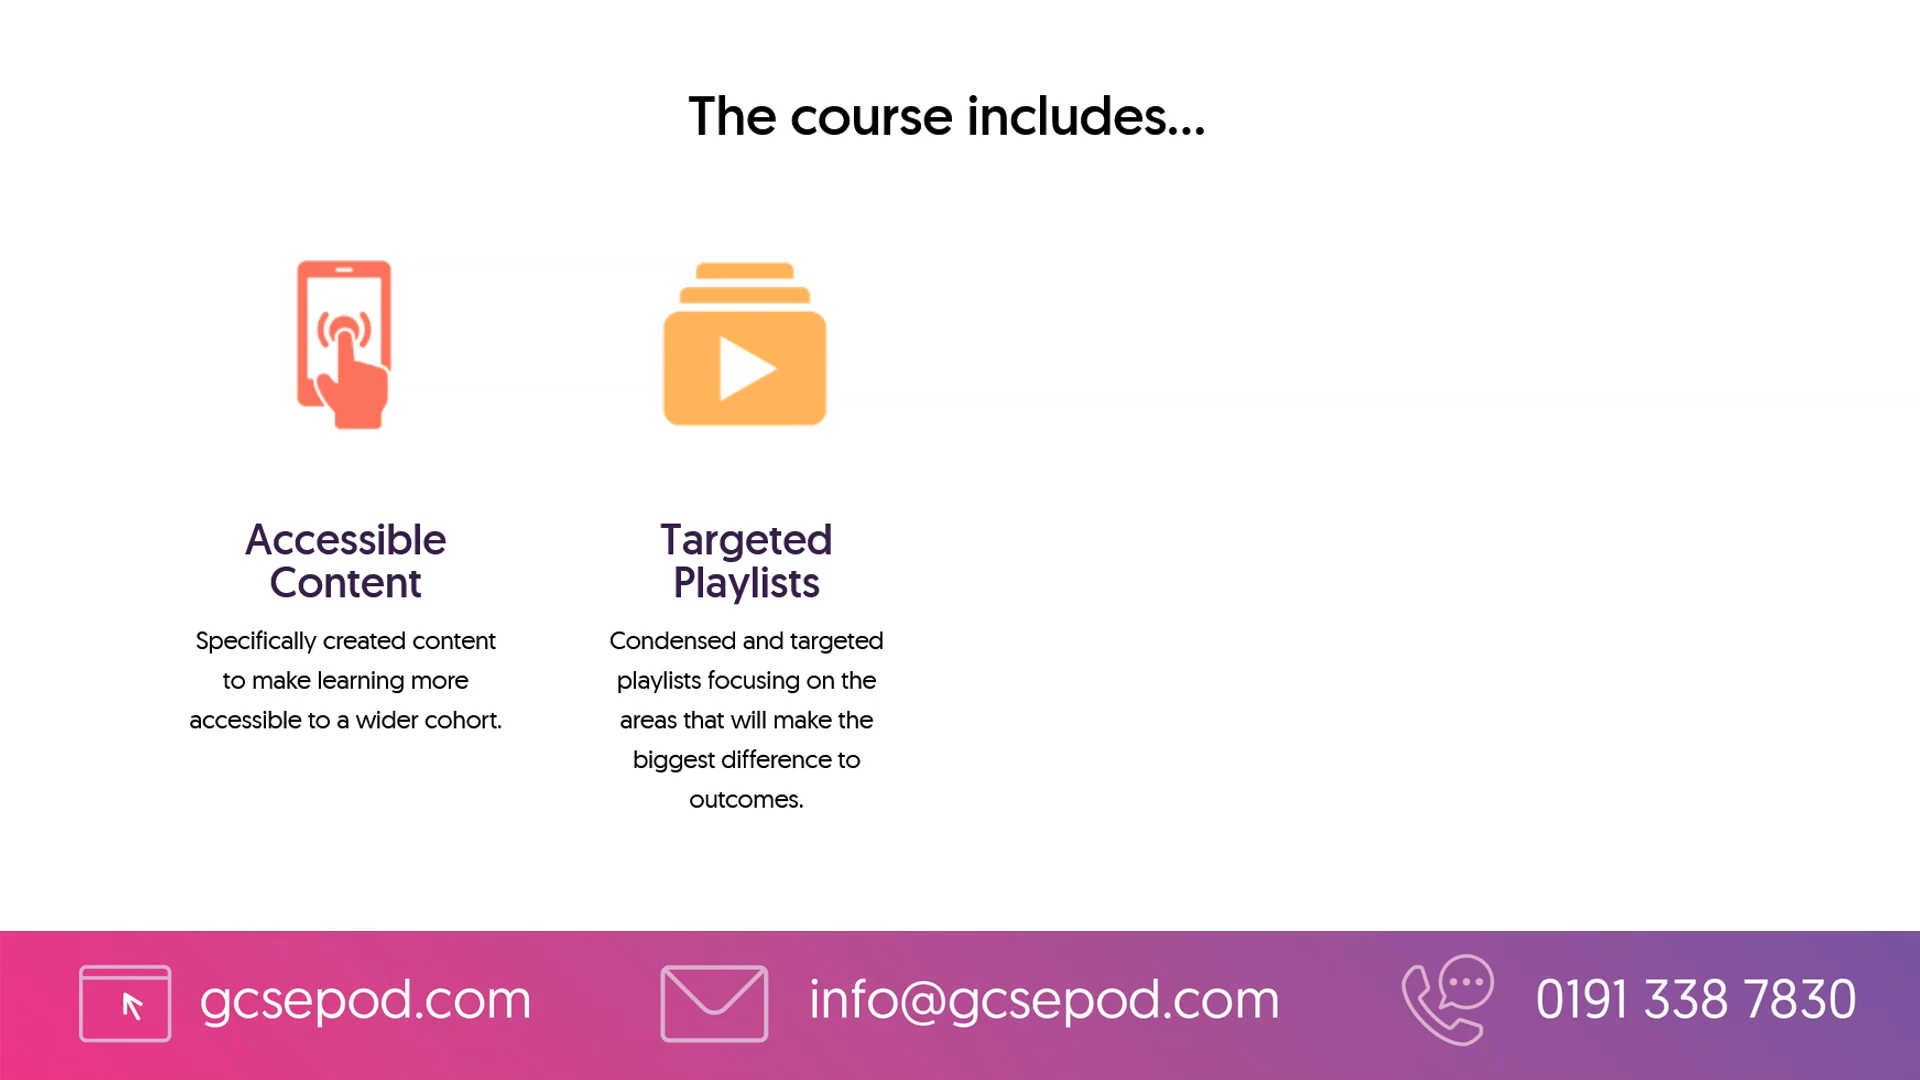 The course includes...
Accessible
Content
Specifically created content
to make learning more
accessible to a wider cohort.
Targeted
Playlists
Condensed and targeted
playlists focusing on the
areas that will make the
biggest difference to
outcomes.
gcsepod.com
info@gcsepod.com
0191 338 7830